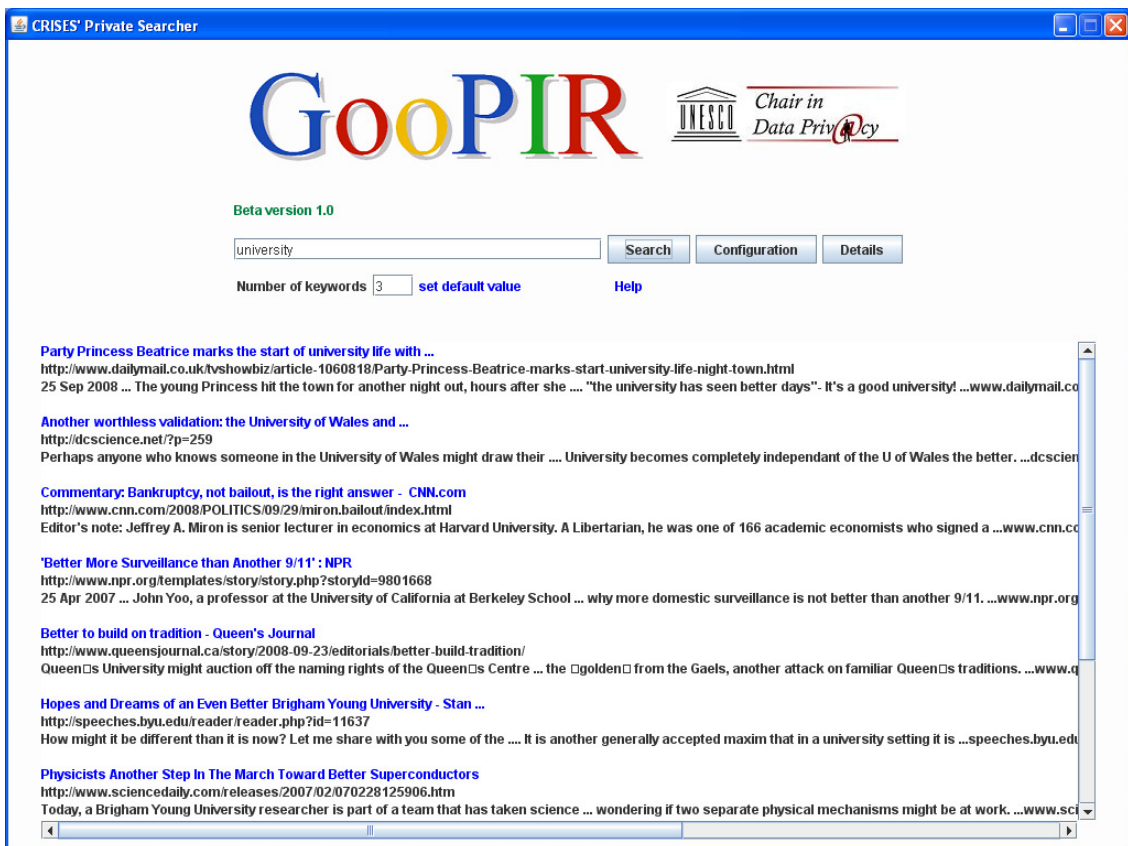 CRISES' Private Searcher
GooPIR
UNESCO
Chair in
Data Priv@cy
Beta version 1.0
university
Search
Configuration
Details
Number of keywords 3 set default value Help
Party Princess Beatrice marks the start of university life with ...
http://www.dailymail.co.uk/tvshowbiz/article-1060818/Party-Princess-Beatrice-marks-start-university-life-night-town.html
25 Sep 2008 ... The young Princess hit the town for another night out, hours after she .... "the university has seen better days"- It's a good university! ...www.dailymail.co
Another worthless validation: the University of Wales and ...
http://dcscience.net/?p=259
Perhaps anyone who knows someone in the University of Wales might draw their .... University becomes completely independant of the U of Wales the better. ...dcscien
Commentary: Bankruptcy, not bailout, is the right answer - CNN.com
http://www.cnn.com/2008/POLITICS/09/29/miron.bailout/index.html
Editor's note: Jeffrey A. Miron is senior lecturer in economics at Harvard University. A Libertarian, he was one of 166 academic economists who signed a ...www.cnn.co
'Better More Surveillance than Another 9/11' : NPR
http://www.npr.org/templates/story/story.php?storyId=9801668
25 Apr 2007 ... John Yoo, a professor at the University of California at Berkeley School ... why more domestic surveillance is not better than another 9/11. ...www.npr.org
Better to build on tradition - Queen's Journal
http://www.queensjournal.ca/story/2008-09-23/editorials/better-build-tradition/
Queen□s University might auction off the naming rights of the Queen□s Centre ... the □golden□ from the Gaels, another attack on familiar Queen□s traditions. ...www.q
Hopes and Dreams of an Even Better Brigham Young University - Stan ...
http://speeches.byu.edu/reader/reader.php?id=11637
How might it be different than it is now? Let me share with you some of the .... It is another generally accepted maxim that in a university setting it is ...speeches.byu.edu
Physicists Another Step In The March Toward Better Superconductors
http://www.sciencedaily.com/releases/2007/02/070228125906.htm
Today, a Brigham Young University researcher is part of a team that has taken science ... wondering if two separate physical mechanisms might be at work. ...www.sci